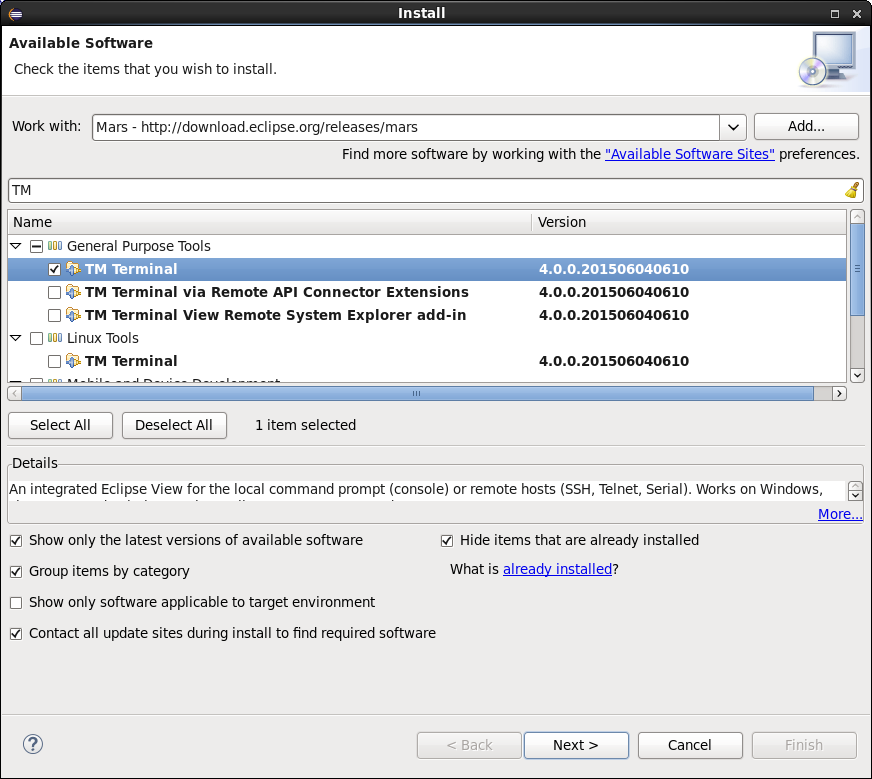 Install
Available Software
Check the items that you wish to install.
Work with: Mars - http://download.eclipse.org/releases/mars Add...
Find more software by working with the "Available Software Sites" preferences.
TM
Name Version
General Purpose Tools
TM Terminal 4.0.0.201506040610
TM Terminal via Remote API Connector Extensions 4.0.0.201506040610
TM Terminal View Remote System Explorer add-in 4.0.0.201506040610
Linux Tools
TM Terminal 4.0.0.201506040610
Mobile and Device Development
Select All Deselect All 1 item selected
Details
An integrated Eclipse View for the local command prompt (console) or remote hosts (SSH, Telnet, Serial). Works on Windows,
More...
Show only the latest versions of available software Hide items that are already installed
Group items by category What is already installed?
Show only software applicable to target environment
Contact all update sites during install to find required software
? < Back Next > Cancel Finish